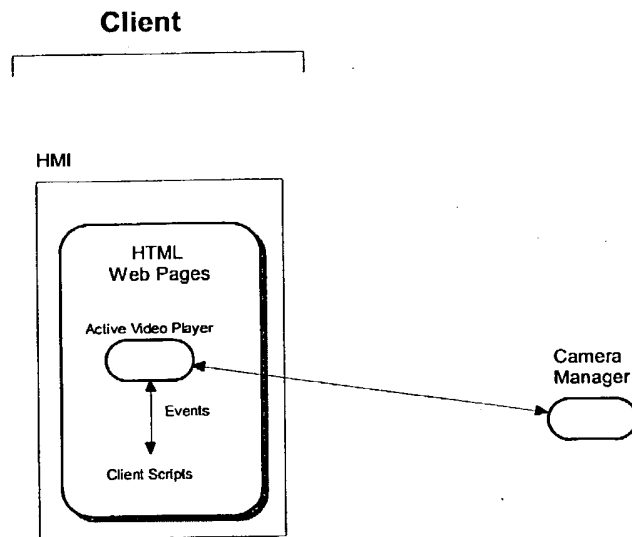 Client
HMI
HTML
Web Pages
Active Video Player
Events
Client Scripts
Camera
Manager